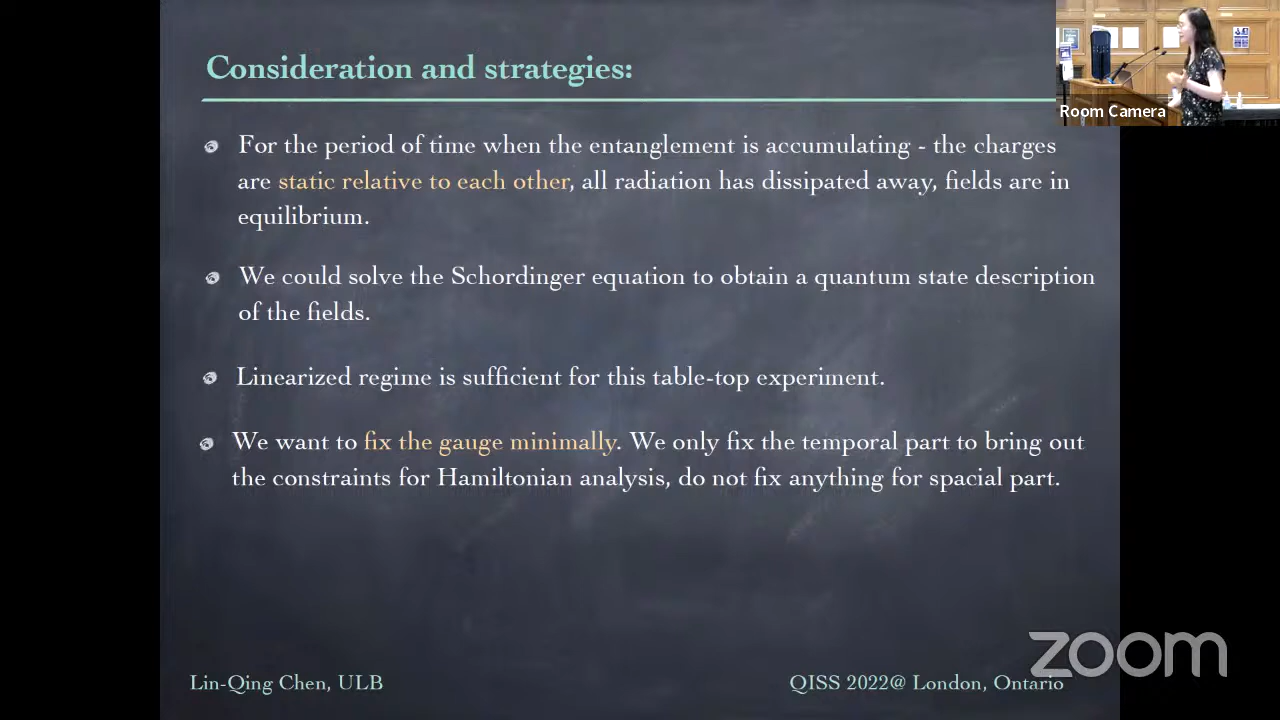 Consideration and strategies:
Room Camera
For the period of time when the entanglement is accumulating - the charges
are static relative to each other, all radiation has dissipated away, fields are in
equilibrium.
We could solve the Schordinger equation to obtain a quantum state description
of the fields.
Linearized regime is sufficient for this table-top experiment.
We want to fix the gauge minimally. We only fix the temporal part to bring out
the constraints for Hamiltonian analysis, do not fix anything for spacial part.
zoom
Lin-Qing Chen, ULB
QISS 2022@ London, Ontario